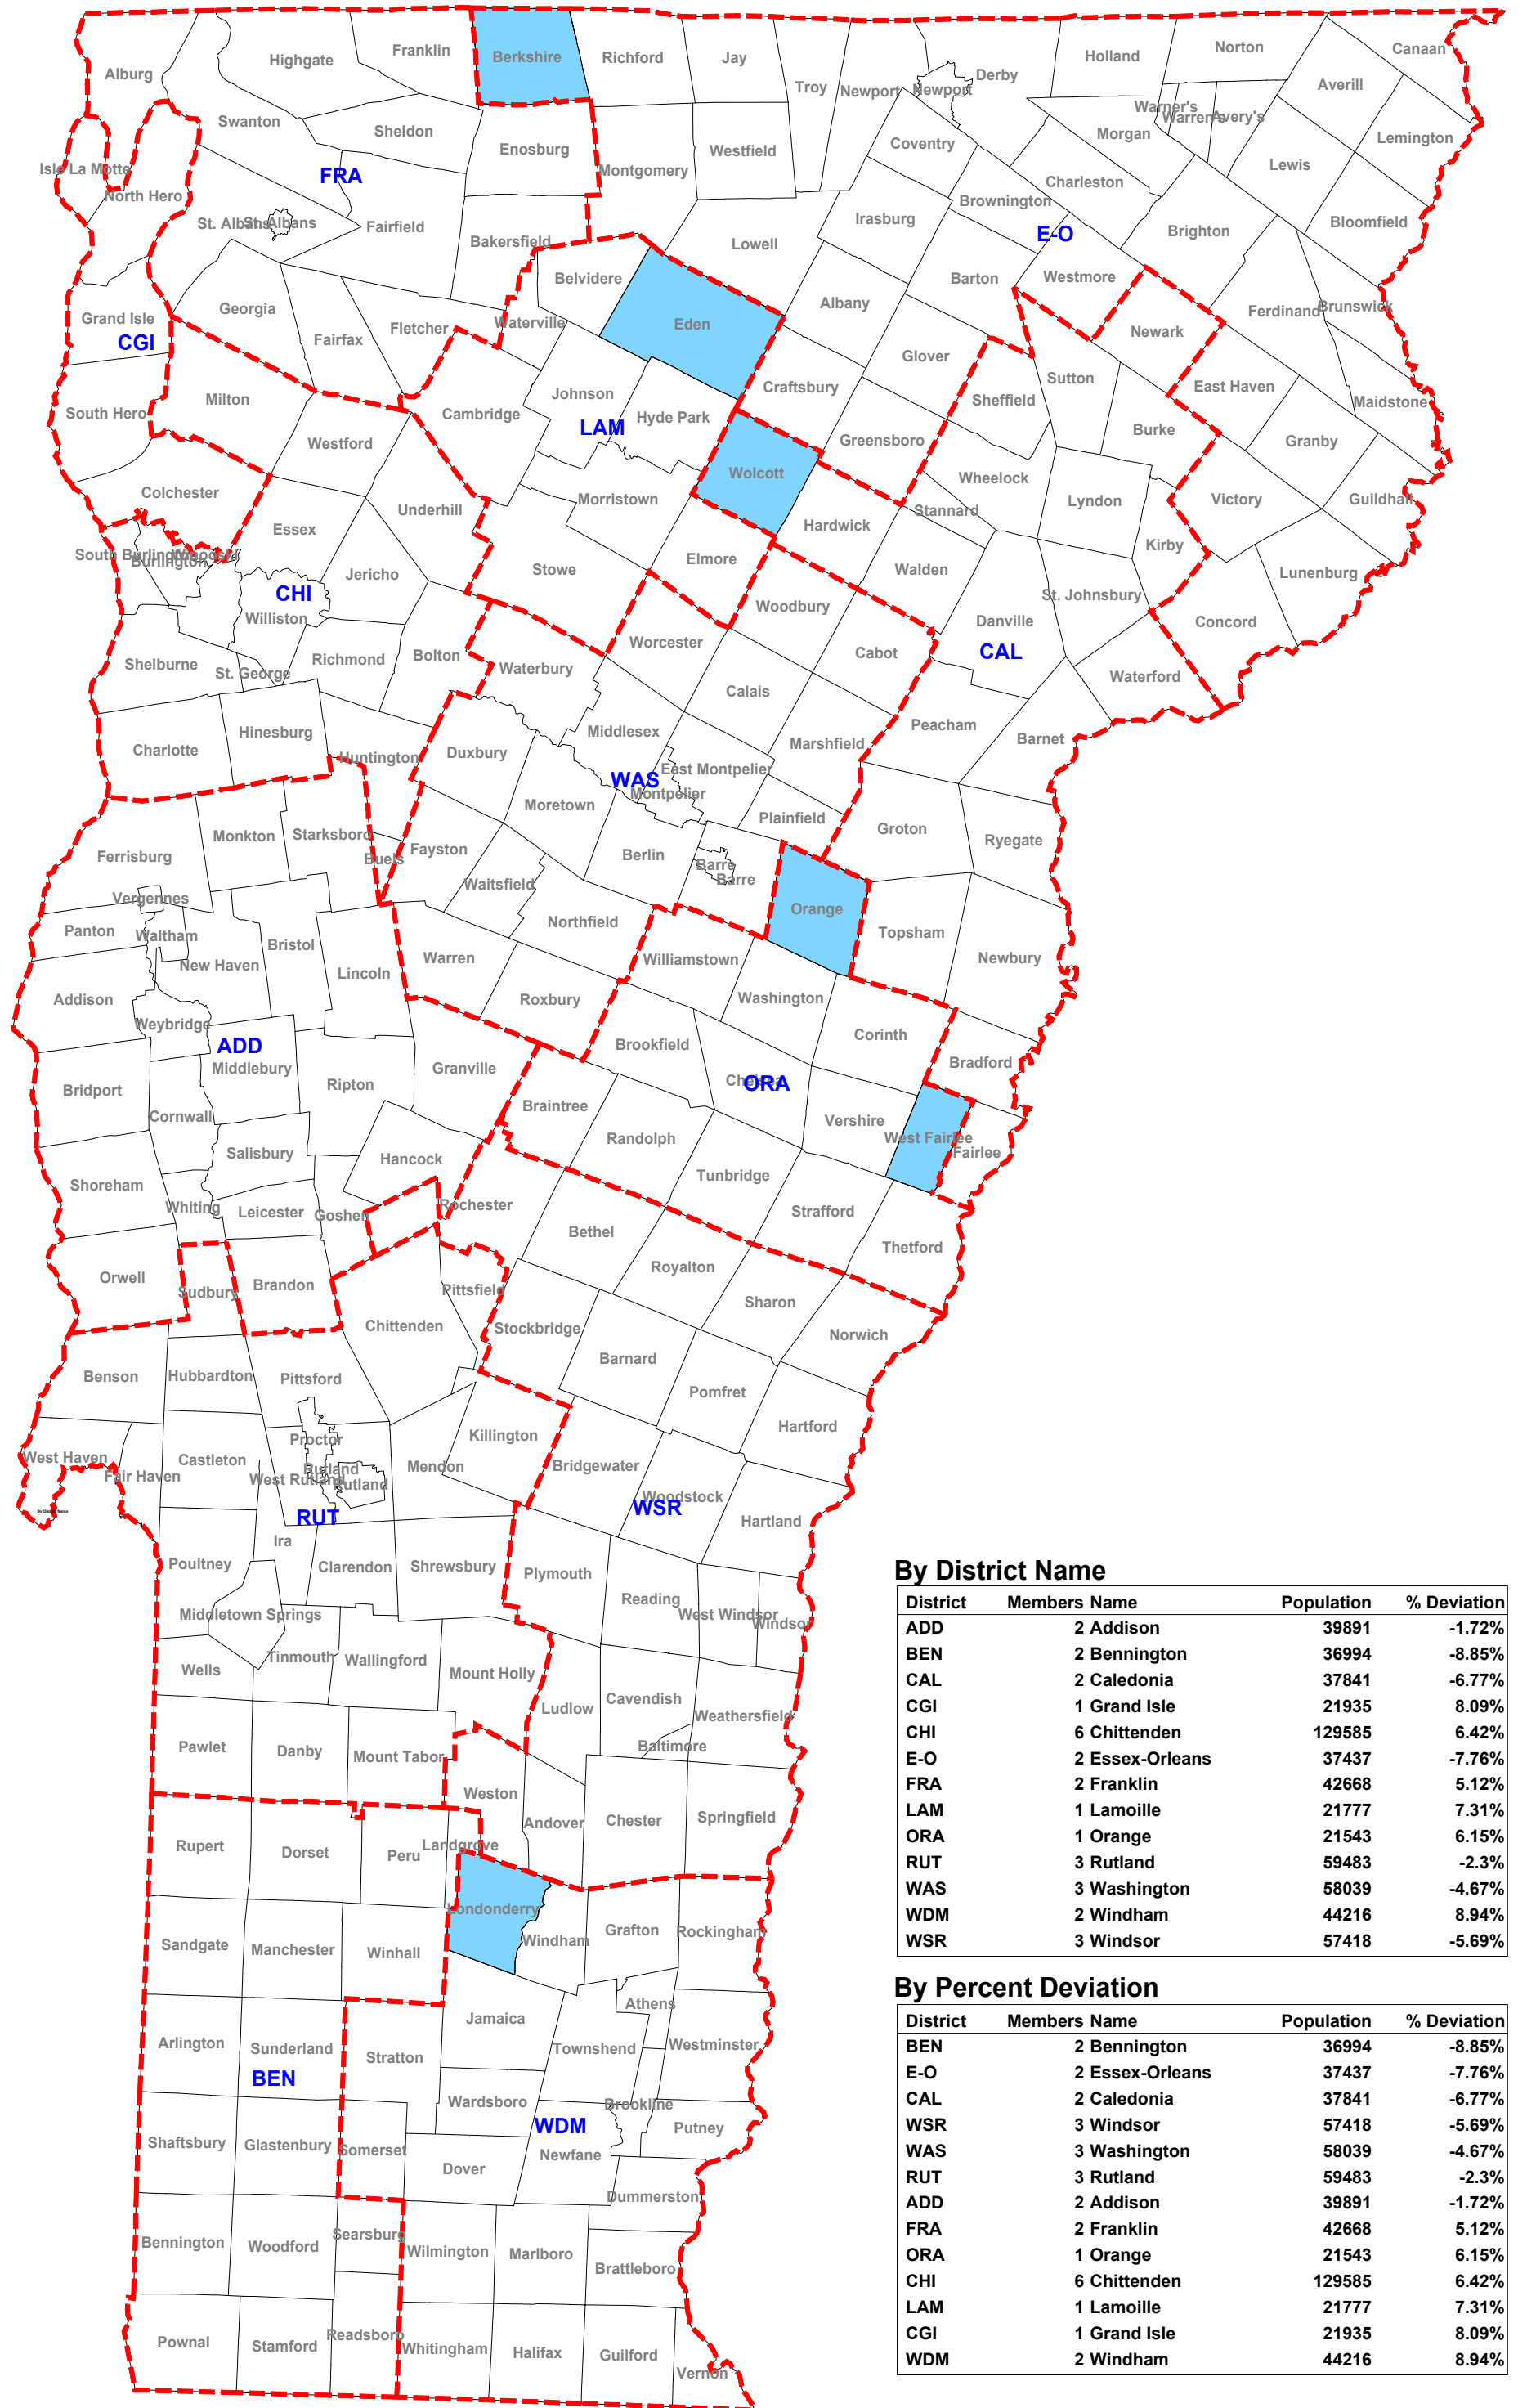 Alburg
Highgate
Franklin
Berkshire
Richford
Jay
Troy
Newport
Newport
Derby
Holland
Norton
Canaan
Averill
Warner's
Warren's
Avery's
Morgan
Lemington
Lewis
Swanton
Sheldon
Enosburg
Montgomery
Westfield
Coventry
Isle La Motte
FRA
North Hero
Charleston
Brownington
Irasburg
Bloomfield
St. Albans
St. Albans
Fairfield
Bakersfield
Lowell
E-O
Brighton
Belvidere
Barton
Westmore
Grand Isle
CGI
Georgia
Fairfax
Fletcher
Waterville
Eden
Albany
Ferdinand
Brunswick
Newark
Glover
South Hero
Milton
Cambridge
Johnson
LAM
Hyde Park
Craftsbury
Sutton
Sheffield
East Haven
Maidstone
Westford
Greensboro
Burke
Granby
Colchester
Wolcott
Wheelock
Lyndon
Victory
Guildhall
Underhill
Morristown
Stannard
Essex
Hardwick
Kirby
South Burlington
Burlington
Jericho
Stowe
Elmore
Walden
Lunenburg
CHI
Williston
Woodbury
St. Johnsbury
Danville
Concord
Shelburne
St. George
Richmond
Bolton
Waterbury
Worcester
Cabot
CAL
Waterford
Calais
Charlotte
Hinesburg
Huntington
Duxbury
Middlesex
Marshfield
Peacham
Barnet
WAS
East Montpelier
Montpelier
Moretown
Plainfield
Groton
Ryegate
Ferrisburg
Monkton
Starksboro
Buels
Fayston
Berlin
Barre
Barre
Waitsfield
Vergennes
Panton
Waltham
Bristol
Northfield
Orange
Topsham
New Haven
Lincoln
Warren
Williamstown
Newbury
Addison
Weybridge
Roxbury
Washington
ADD
Middlebury
Brookfield
Corinth
Bradford
Bridport
Ripton
Granville
Chelsea
ORA
Cornwall
Braintree
Randolph
Vershire
West Fairlee
Fairlee
Salisbury
Hancock
Tunbridge
Shoreham
Whiting
Leicester
Goshen
Rochester
Strafford
Bethel
Thetford
Orwell
Sudbury
Brandon
Royalton
Pittsfield
Sharon
Chittenden
Stockbridge
Norwich
Barnard
Benson
Hubbardton
Pittsford
Pomfret
Hartford
West Haven
Fair Haven
Castleton
Proctor
Rutland
West Rutland
Rutland
Mendon
Killington
Bridgewater
By District Name
RUT
Woodstock
WSR
Hartland
Ira
Poultney
Clarendon
Shrewsbury
Plymouth
Reading
West Windsor
Windsor
Middletown Springs
Wells
Tinmouth
Wallingford
Mount Holly
Ludlow
Cavendish
Weathersfield
Baltimore
Pawlet
Danby
Mount Tabor
Weston
Andover
Chester
Springfield
Rupert
Dorset
Peru
Landgrove
Londonderry
Windham
Grafton
Rockingham
Sandgate
Manchester
Winhall
Jamaica
Athens
Arlington
Sunderland
Stratton
Townshend
Westminster
BEN
Wardsboro
Brookline
Putney
WDM
Shaftsbury
Glastenbury
Somerset
Dover
Newfane
Dummerston
Bennington
Woodford
Searsburg
Wilmington
Marlboro
Brattleboro
Pownal
Stamford
Readsboro
Whitingham
Halifax
Guilford
Vernon
By District Name
District Members Name Population % Deviation
ADD 2 Addison 39891 -1.72%
BEN 2 Bennington 36994 -8.85%
CAL 2 Caledonia 37841 -6.77%
CGI 1 Grand Isle 21935 8.09%
CHI 6 Chittenden 129585 6.42%
E-O 2 Essex-Orleans 37437 -7.76%
FRA 2 Franklin 42668 5.12%
LAM 1 Lamoille 21777 7.31%
ORA 1 Orange 21543 6.15%
RUT 3 Rutland 59483 -2.3%
WAS 3 Washington 58039 -4.67%
WDM 2 Windham 44216 8.94%
WSR 3 Windsor 57418 -5.69%
By Percent Deviation
District Members Name Population % Deviation
BEN 2 Bennington 36994 -8.85%
E-O 2 Essex-Orleans 37437 -7.76%
CAL 2 Caledonia 37841 -6.77%
WSR 3 Windsor 57418 -5.69%
WAS 3 Washington 58039 -4.67%
RUT 3 Rutland 59483 -2.3%
ADD 2 Addison 39891 -1.72%
FRA 2 Franklin 42668 5.12%
ORA 1 Orange 21543 6.15%
CHI 6 Chittenden 129585 6.42%
LAM 1 Lamoille 21777 7.31%
CGI 1 Grand Isle 21935 8.09%
WDM 2 Windham 44216 8.94%